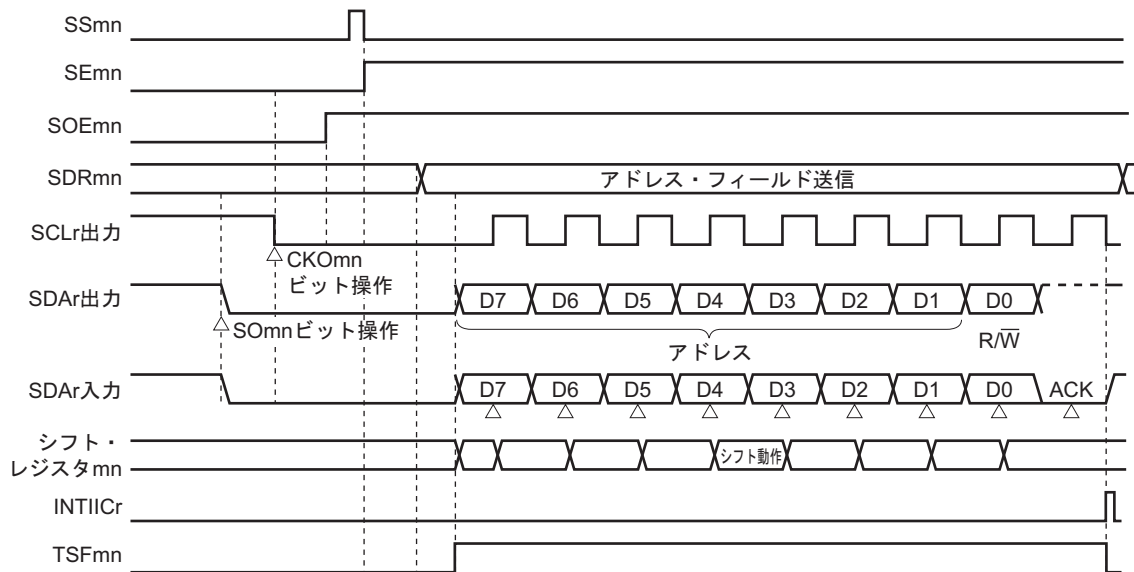 SSmn
SEmn
SOEmn
SDRmn
アドレス・フィールド送信
SCLr出力
CKOmn
ビット操作
SDAr出力
D7 D6 D5 D4 D3 D2 D1 D0
SOmnビット操作
アドレス
R/W̅
SDAr入力
D7 D6 D5 D4 D3 D2 D1 D0 ACK
シフト・
レジスタmn
シフト動作
INTIICr
TSFmn